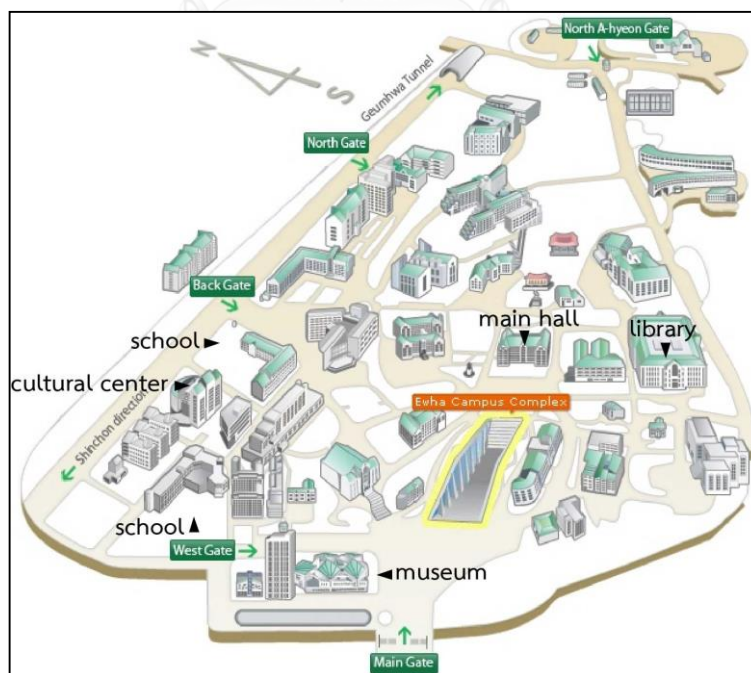 North A-hyeon Gate
N
S
Geumhwa Tunnel
North Gate
Back Gate
school
main hall
library
cultural center
Ewha Campus Complex
Shinchon direction
school
West Gate
museum
Main Gate